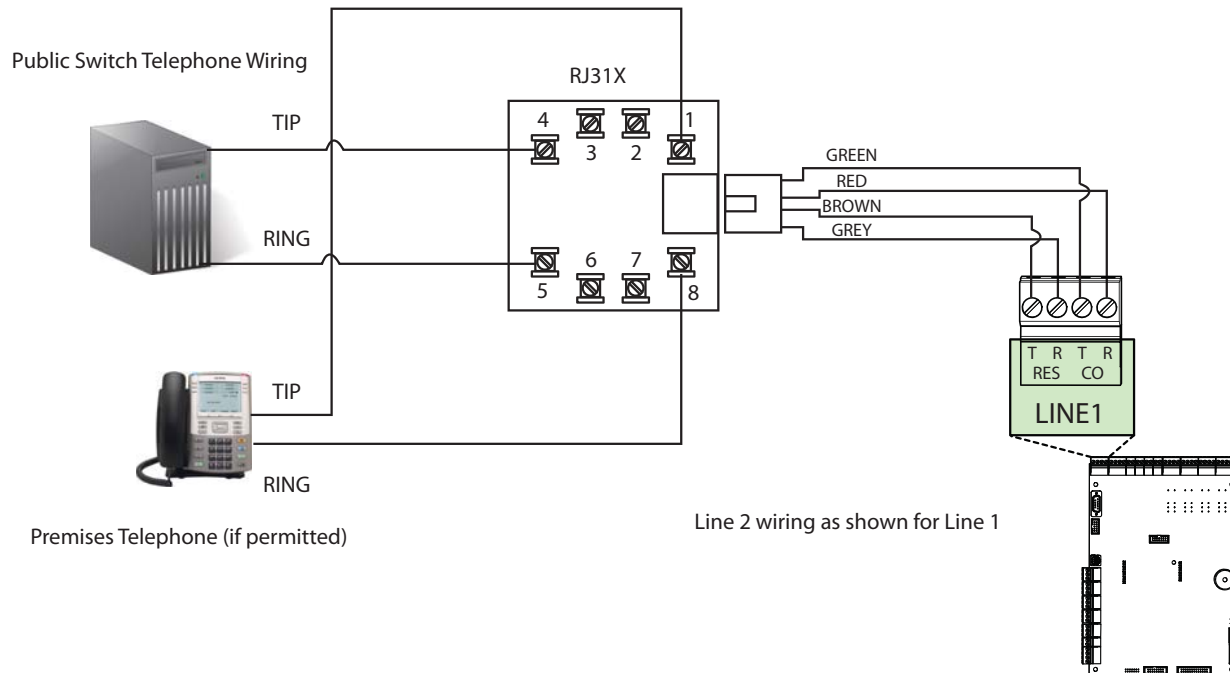 Public Switch Telephone Wiring
RJ31X
TIP
4
3
2
1
GREEN
RED
BROWN
GREY
RING
5
6
7
8
T R T R
RES CO
LINE1
TIP
RING
Premises Telephone (if permitted)
Line 2 wiring as shown for Line 1